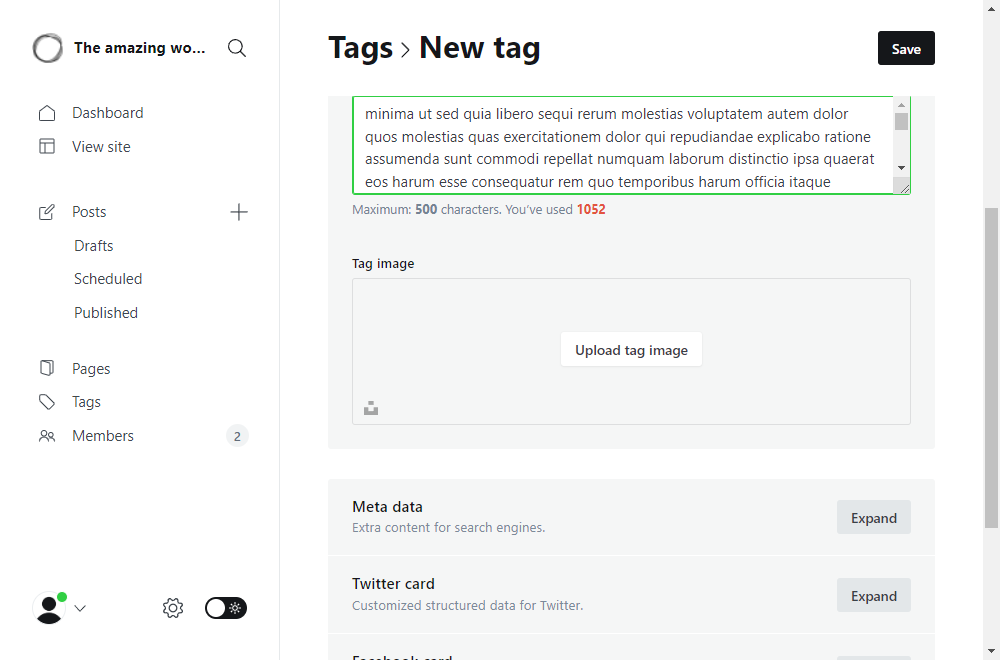 The amazing wo...
Dashboard
View site
Posts
Drafts
Scheduled
Published
Pages
Tags
Members 2
Tags > New tag
Save
minima ut sed quia libero sequi rerum molestias voluptatem autem dolor
quos molestias quas exercitationem dolor qui repudiandae explicabo ratione
assumenda sunt commodi repellat numquam laborum distinctio ipsa quaerat
eos harum esse consequatur rem quo temporibus harum officia itaque
Maximum: 500 characters. You’ve used 1052
Tag image
Upload tag image
Meta data
Extra content for search engines.
Expand
Twitter card
Customized structured data for Twitter.
Expand
Facebook card